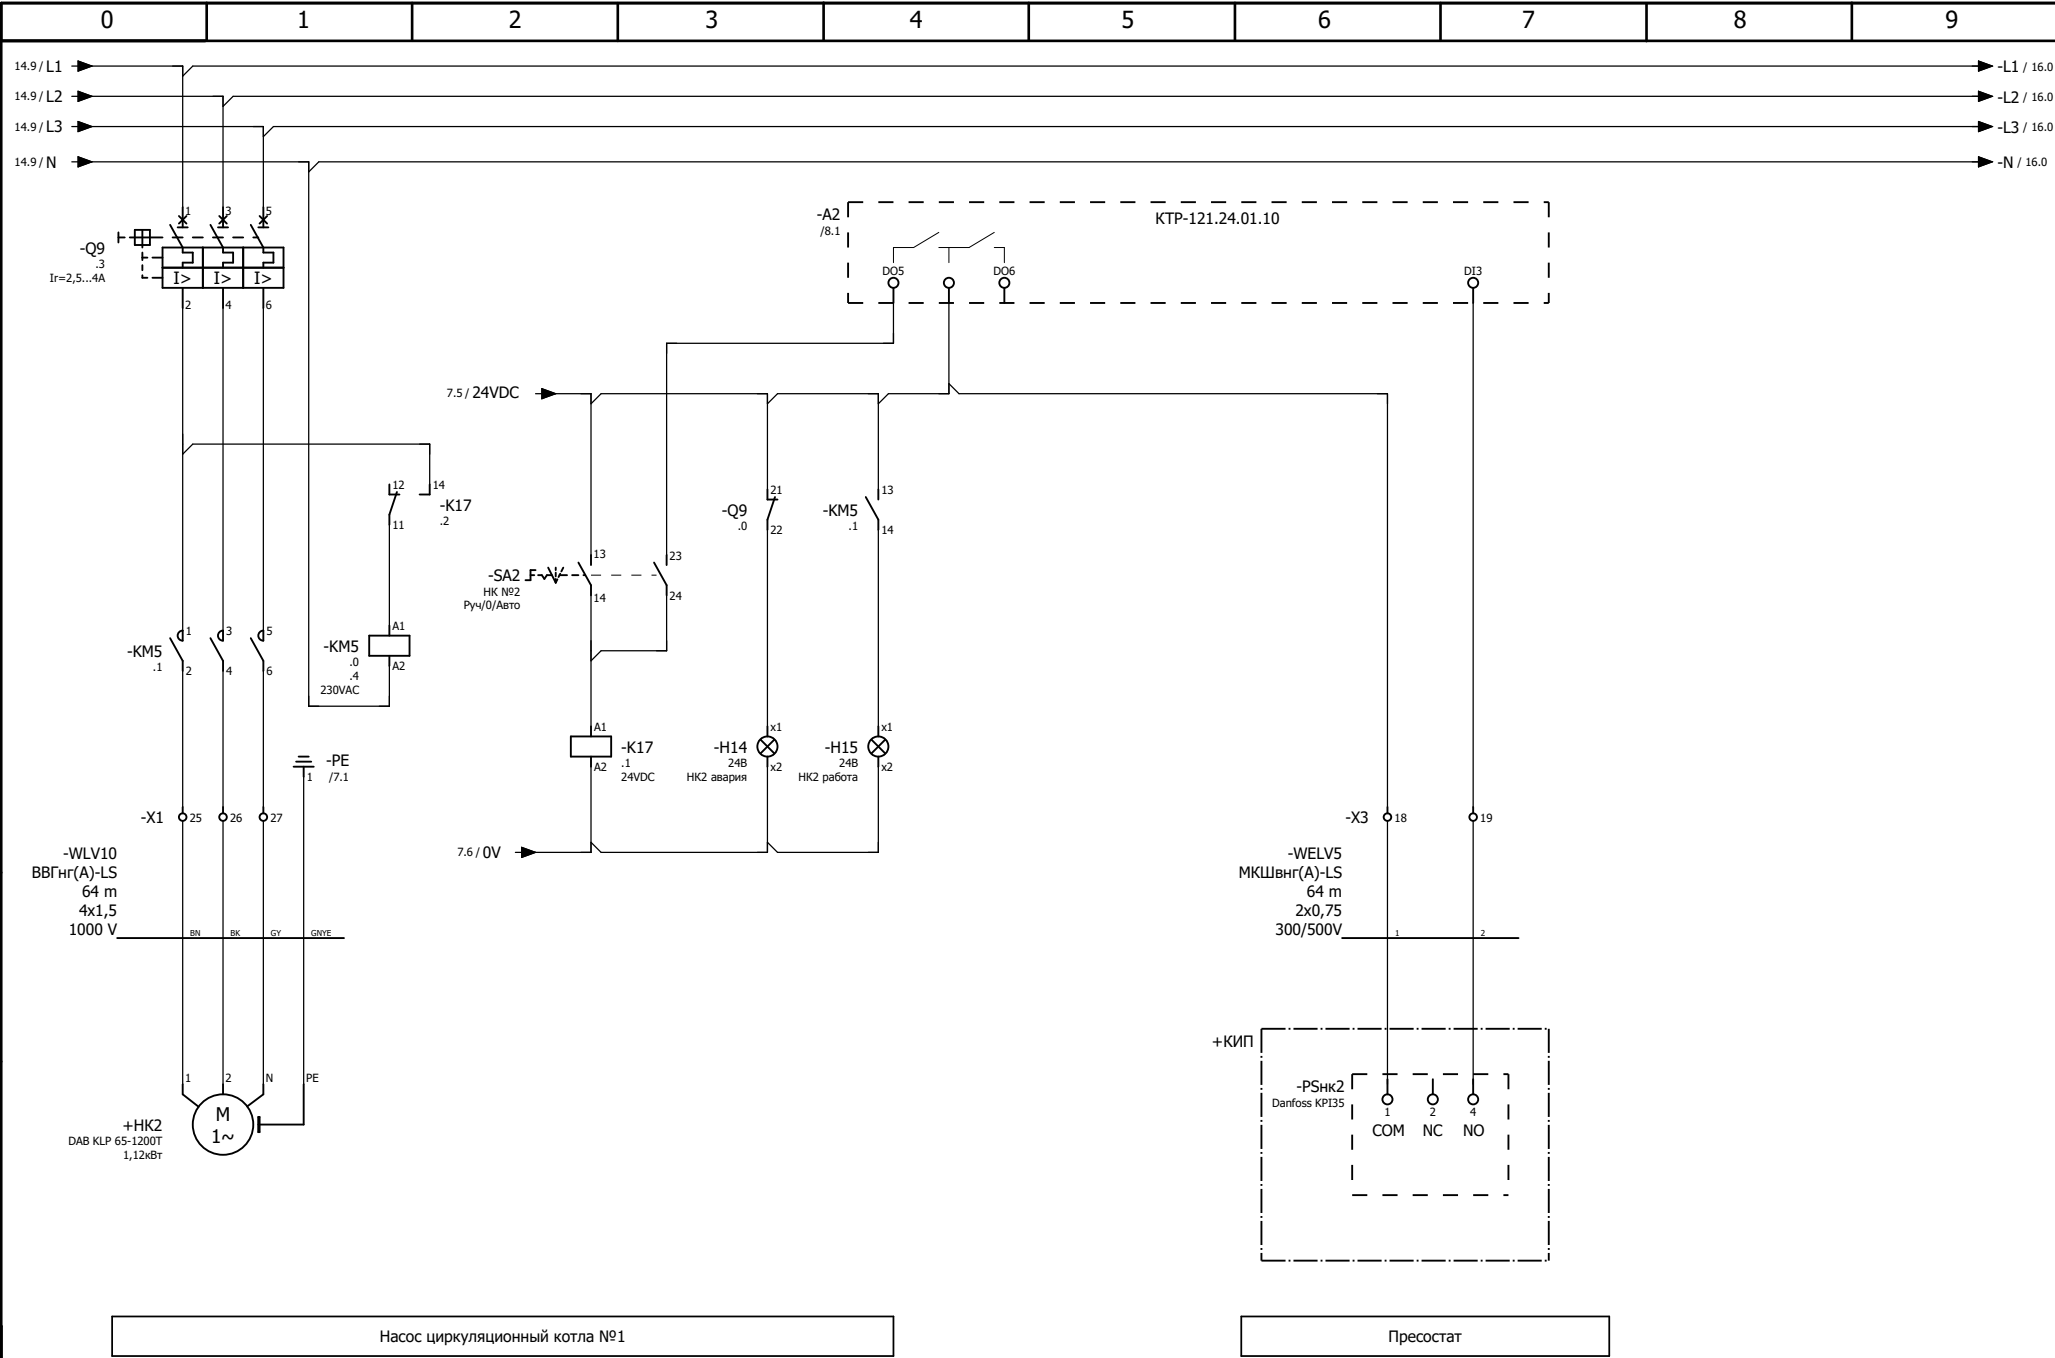 0 1 2 3 4 5 6 7 8 9
14.9 / L1
-L1 / 16.0
14.9 / L2
-L2 / 16.0
14.9 / L3
-L3 / 16.0
14.9 / N
-N / 16.0
-Q9
.3
Ir=2,5...4A
1 3 5
I> I> I>
2 4 6
-A2
/8.1
КТР-121.24.01.10
DO5 DO6 DI3
7.5 / 24VDC
12 14
-K17
.2
11
-Q9
.0
21
22
-KM5
.1
13
14
-SA2
НК №2
Руч/0/Авто
13
14
23
24
-KM5
.1
1 3 5
2 4 6
-KM5
.0
.4
230VAC
A1
A2
A1
A2
-K17
.1
24VDC
-H14
24В
НК2 авария
x1
x2
-H15
24В
НК2 работа
x1
x2
-PE
/7.1
1
-X1 25 26 27
-X3 18 19
7.6 / 0V
-WLV10
ВВГнг(А)-LS
64 m
4x1,5
1000 V
BN BK GY GNYE
-WELV5
МКШвнг(А)-LS
64 m
2x0,75
300/500V
1 2
+КИП
-PSнк2
Danfoss KPI35
1 2 4
COM NC NO
1 2 N PE
M
1~
+НК2
DAB KLP 65-1200T
1,12кВт
Насос циркуляционный котла №1
Пресостат